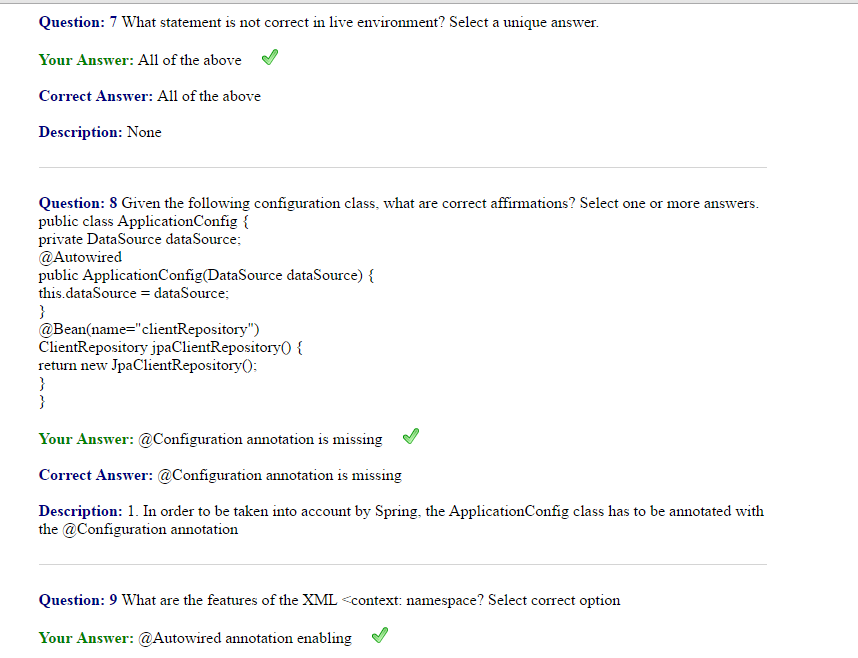 Question: 7 What statement is not correct in live environment? Select a unique answer.
Your Answer: All of the above
Correct Answer: All of the above
Description: None
Question: 8 Given the following configuration class, what are correct affirmations? Select one or more answers.
public class ApplicationConfig {
private DataSource dataSource;
@Autowired
public ApplicationConfig(DataSource dataSource) {
this.dataSource = dataSource;
}
@Bean(name="clientRepository")
ClientRepository jpaClientRepository() {
return new JpaClientRepository();
}
}
Your Answer: @Configuration annotation is missing
Correct Answer: @Configuration annotation is missing
Description: 1. In order to be taken into account by Spring, the ApplicationConfig class has to be annotated with
the @Configuration annotation
Question: 9 What are the features of the XML <context: namespace? Select correct option
Your Answer: @Autowired annotation enabling